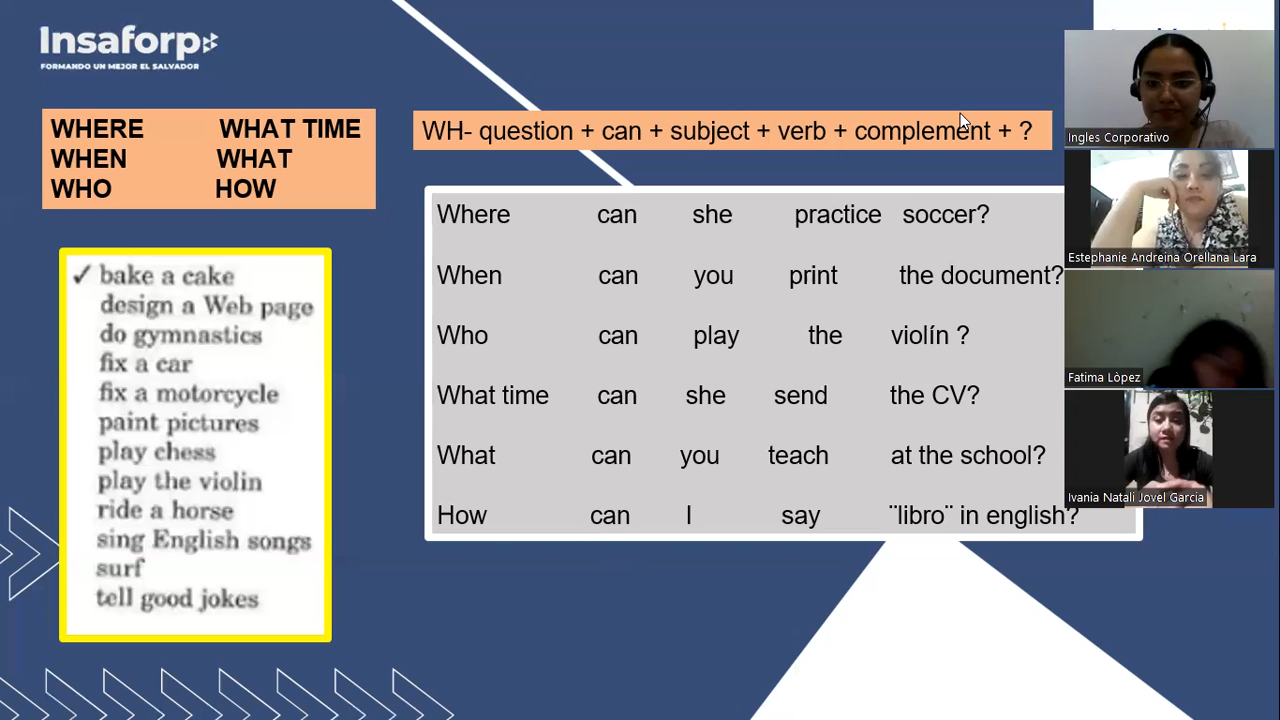 Insaforp
FORMANDO UN MEJOR EL SALVADOR
WHERE WHAT TIME
WHEN WHAT
WHO HOW
WH- question + can + subject + verb + complement + ?
✓ bake a cake
design a Web page
do gymnastics
fix a car
fix a motorcycle
paint pictures
play chess
play the violin
ride a horse
sing English songs
surf
tell good jokes
Where can she practice soccer?
When can you print the document?
Who can play the violín ?
What time can she send the CV?
What can you teach at the school?
How can I say ¨libro¨ in english?
Ingles Corporativo
Estephanie Andreina Orellana Lara
Fatima Lòpez
Ivania Natali Jovel Garcia